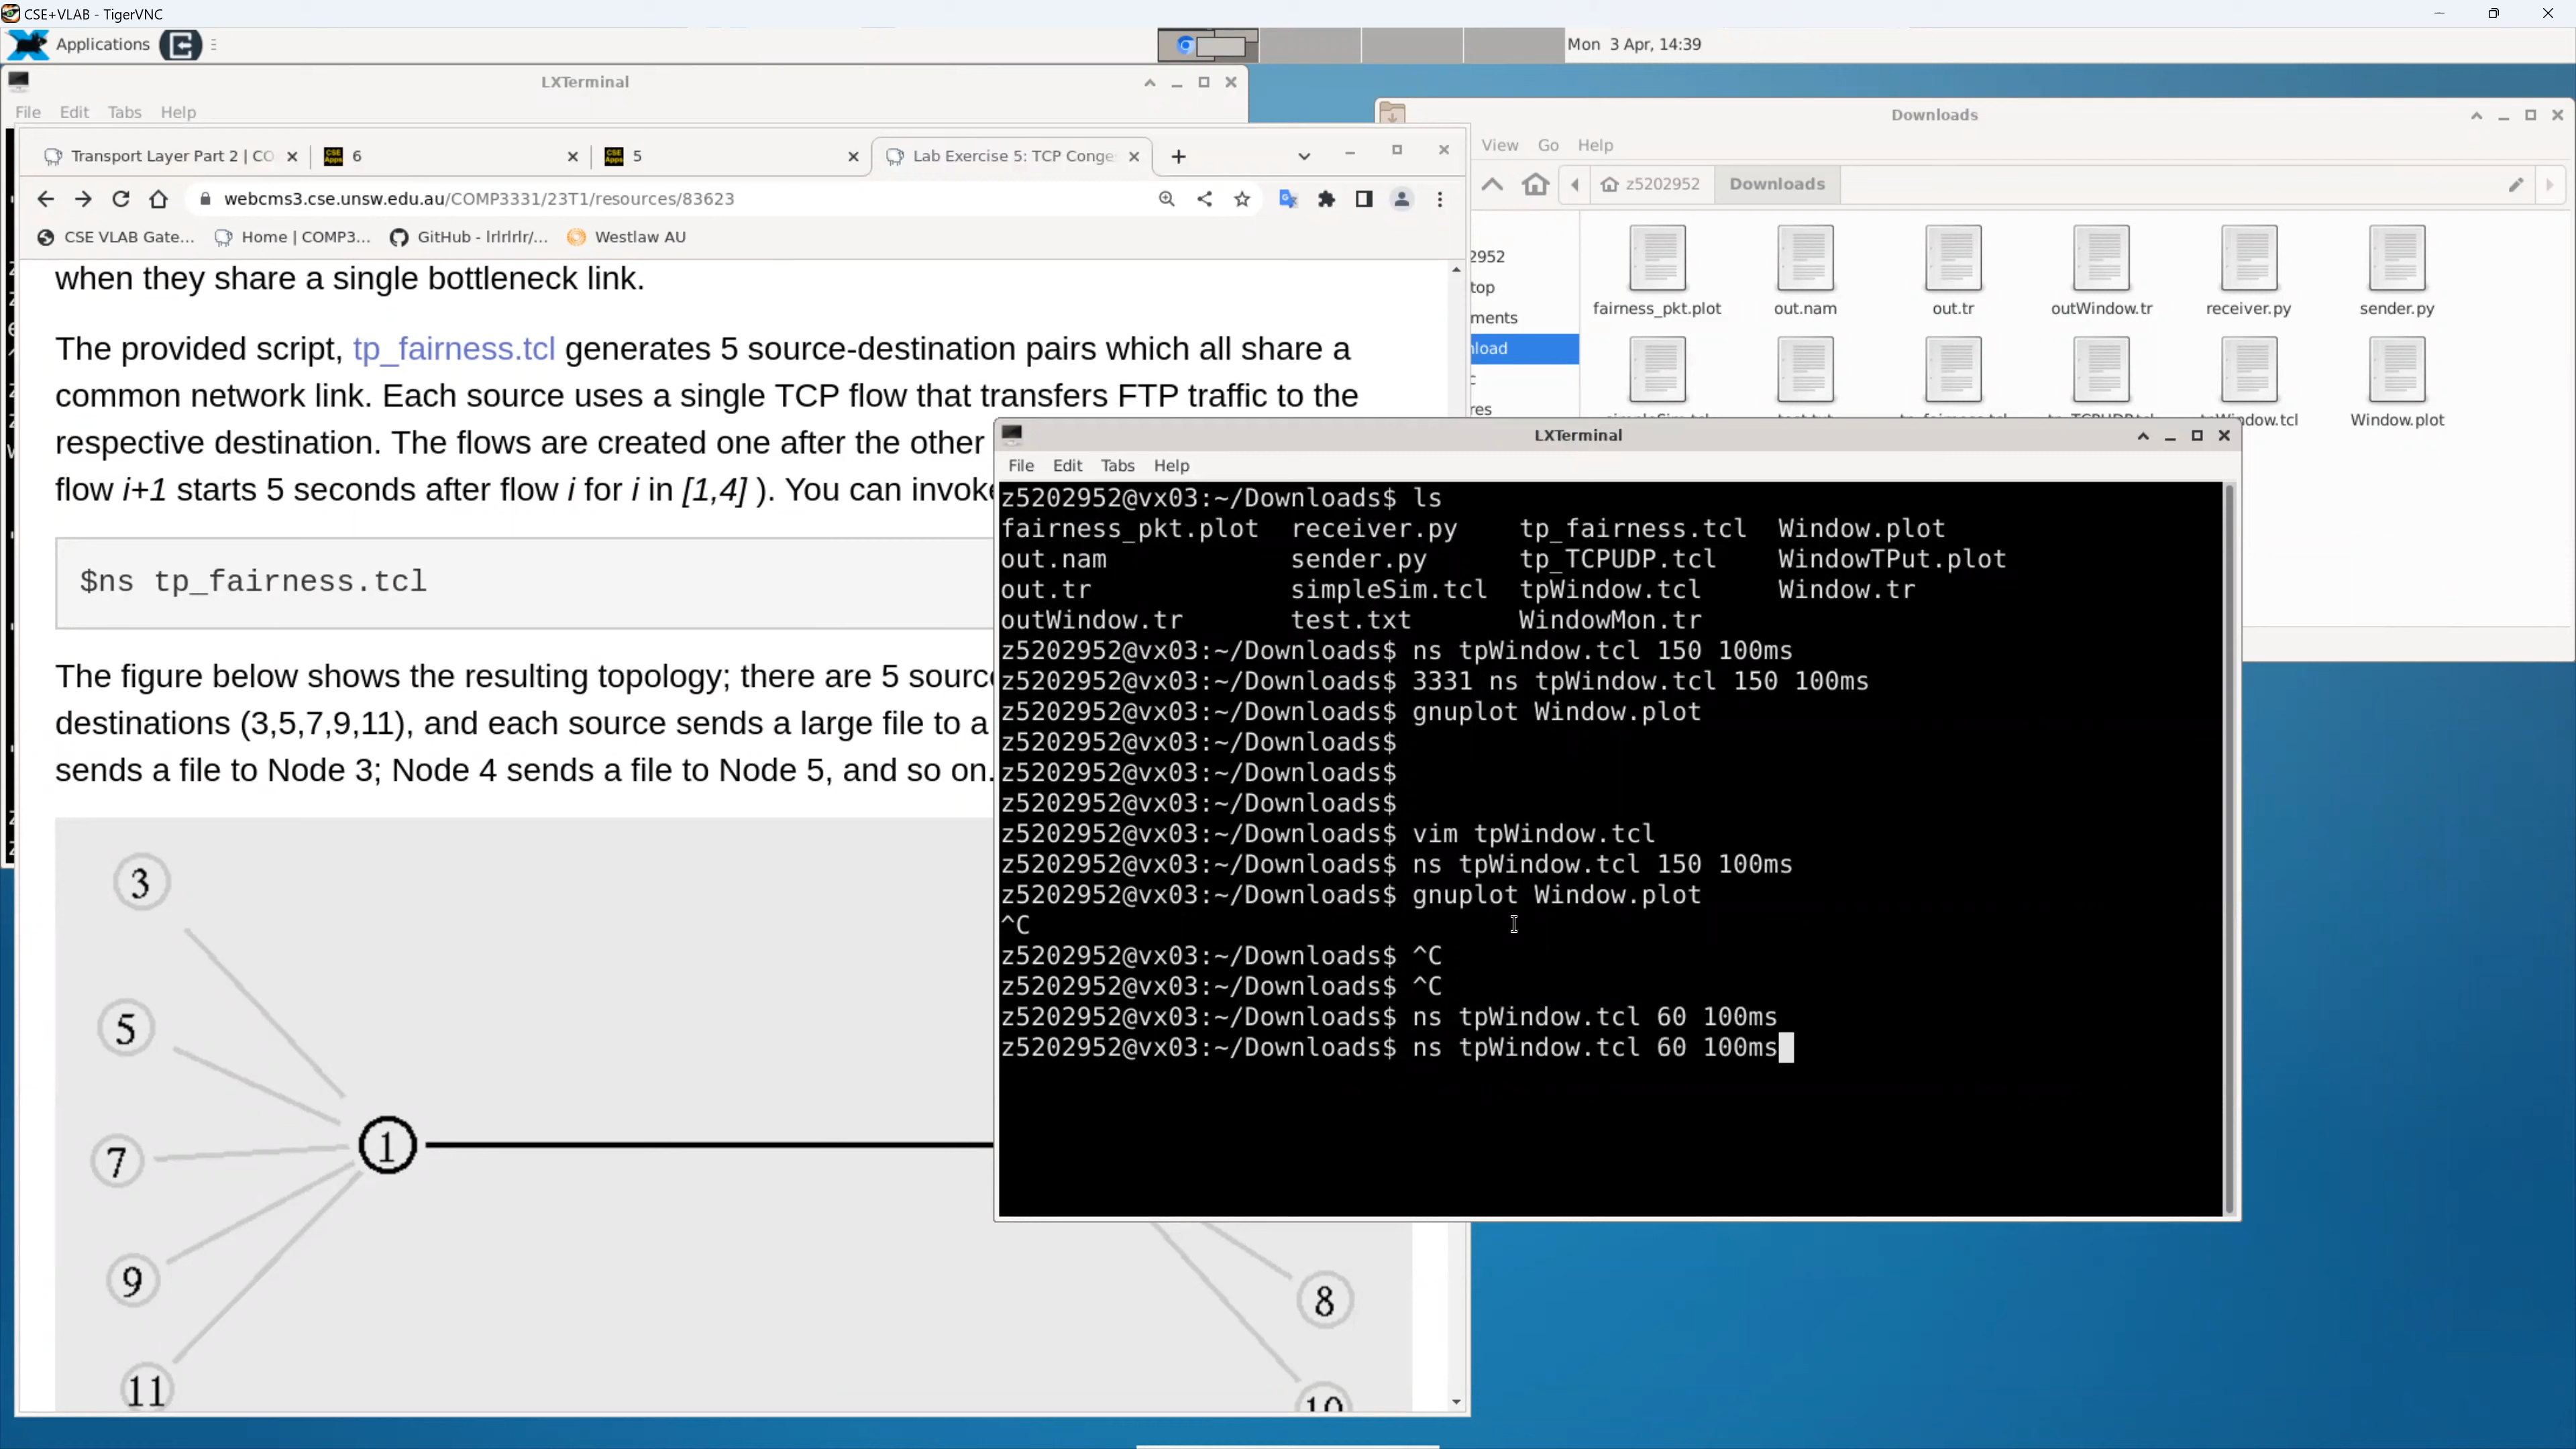 CSE+VLAB - TigerVNC
Applications
Mon 3 Apr, 14:39
LXTerminal
File Edit Tabs Help
Downloads
View Go Help
z5202952 Downloads
fairness_pkt.plot out.nam out.tr outWindow.tr receiver.py sender.py
Window.plot
Transport Layer Part 2 | CO
6
5
Lab Exercise 5: TCP Conge
webcms3.cse.unsw.edu.au/COMP3331/23T1/resources/83623
CSE VLAB Gate... Home | COMP3... GitHub - lrlrlrlr/... Westlaw AU
when they share a single bottleneck link.
The provided script, tp_fairness.tcl generates 5 source-destination pairs which all share a
common network link. Each source uses a single TCP flow that transfers FTP traffic to the
respective destination. The flows are created one after the other
flow i+1 starts 5 seconds after flow i for i in [1,4] ). You can invoke
$ns tp_fairness.tcl
The figure below shows the resulting topology; there are 5 sourc
destinations (3,5,7,9,11), and each source sends a large file to a
sends a file to Node 3; Node 4 sends a file to Node 5, and so on.
3
5
7
1
9
11
8
10
LXTerminal
File Edit Tabs Help
z5202952@vx03:~/Downloads$ ls
fairness_pkt.plot receiver.py tp_fairness.tcl Window.plot
out.nam sender.py tp_TCPUDP.tcl WindowTPut.plot
out.tr simpleSim.tcl tpWindow.tcl Window.tr
outWindow.tr test.txt WindowMon.tr
z5202952@vx03:~/Downloads$ ns tpWindow.tcl 150 100ms
z5202952@vx03:~/Downloads$ 3331 ns tpWindow.tcl 150 100ms
z5202952@vx03:~/Downloads$ gnuplot Window.plot
z5202952@vx03:~/Downloads$
z5202952@vx03:~/Downloads$
z5202952@vx03:~/Downloads$
z5202952@vx03:~/Downloads$ vim tpWindow.tcl
z5202952@vx03:~/Downloads$ ns tpWindow.tcl 150 100ms
z5202952@vx03:~/Downloads$ gnuplot Window.plot
^C
z5202952@vx03:~/Downloads$ ^C
z5202952@vx03:~/Downloads$ ^C
z5202952@vx03:~/Downloads$ ns tpWindow.tcl 60 100ms
z5202952@vx03:~/Downloads$ ns tpWindow.tcl 60 100ms